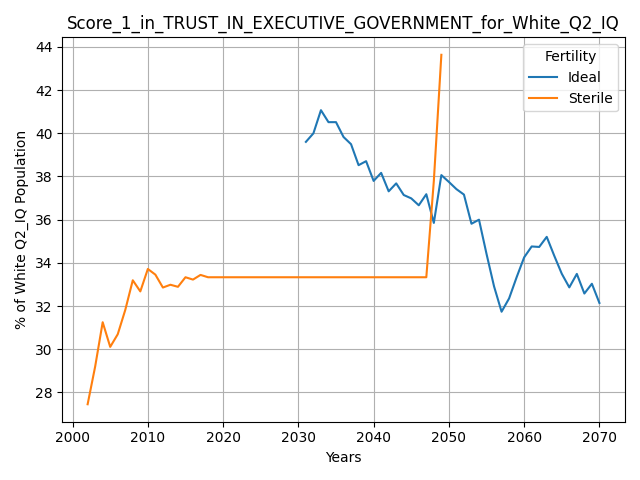 Score_1_in_TRUST_IN_EXECUTIVE_GOVERNMENT_for_White_Q2_IQ
Fertility
Ideal
Sterile
% of White Q2_IQ Population
44
42
40
38
36
34
32
30
28
2000 2010 2020 2030 2040 2050 2060 2070
Years